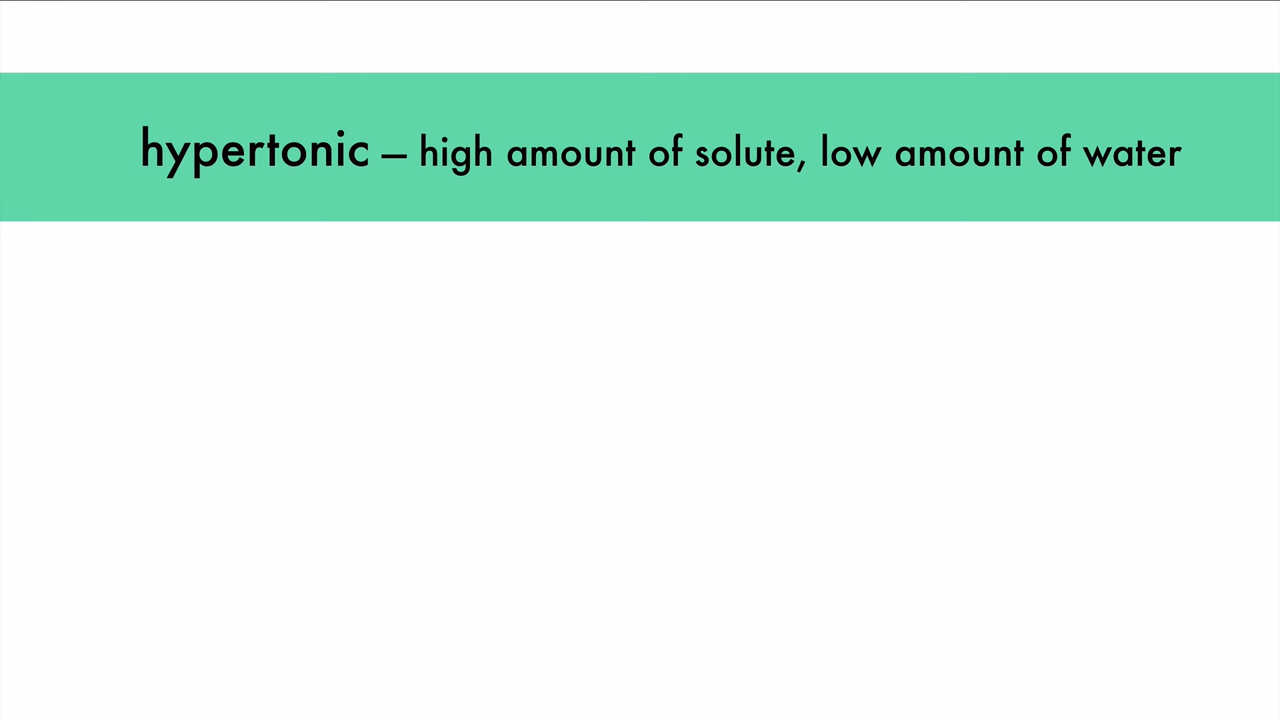 hypertonic – high amount of solute, low amount of water